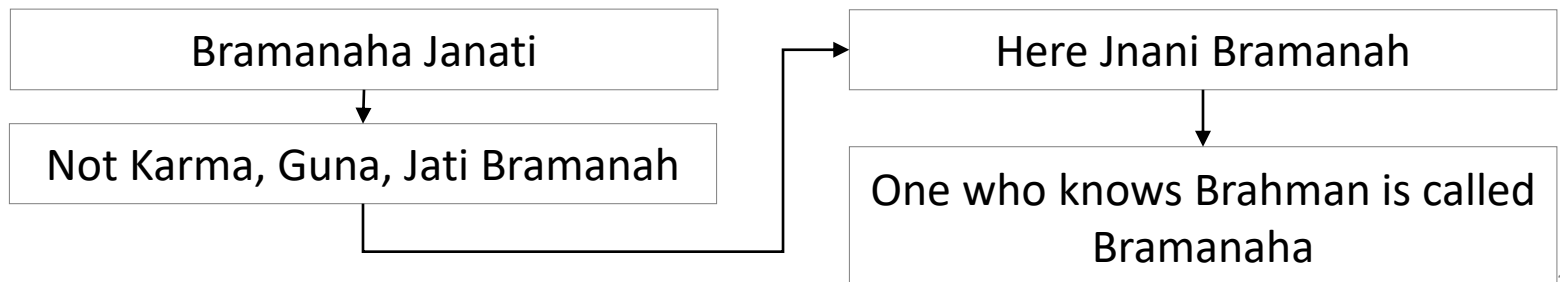 Bramanaha Janati
Not Karma, Guna, Jati Bramanah
Here Jnani Bramanah
One who knows Brahman is called
Bramanaha